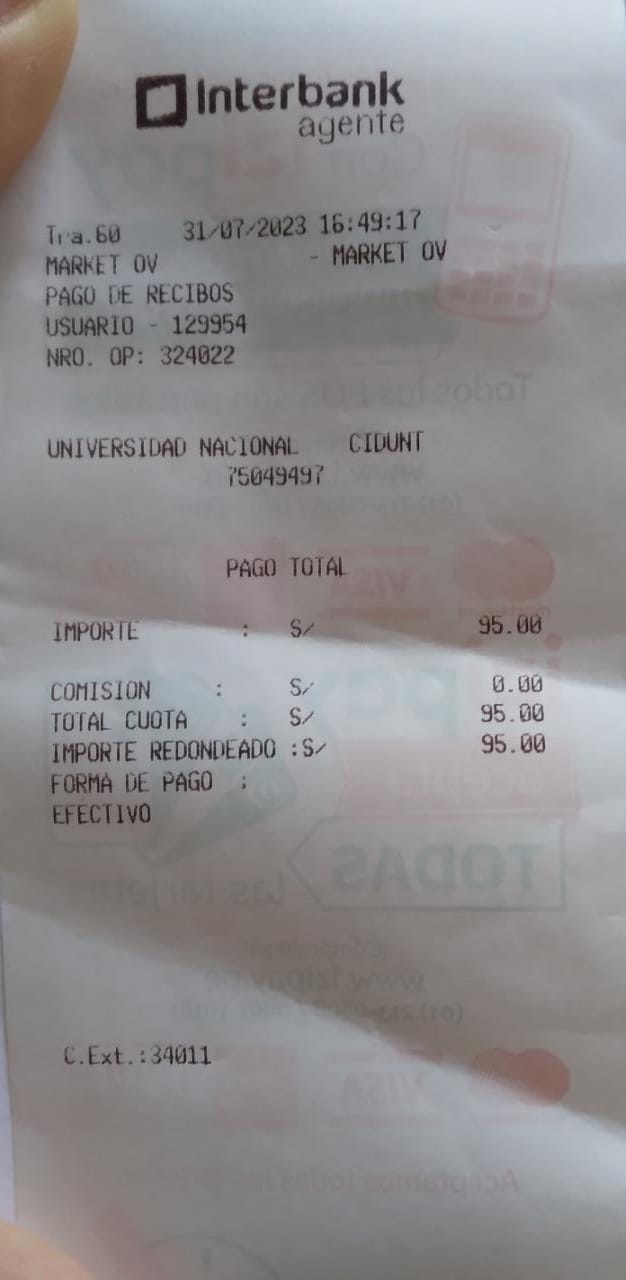 Interbank
agente
Tra.60 31/07/2023 16:49:17
MARKET OV - MARKET OV
PAGO DE RECIBOS
USUARIO - 129954
NRO. OP: 324022
UNIVERSIDAD NACIONAL CIDUNT
75049497
PAGO TOTAL
IMPORTE : S/ 95.00
COMISION : S/ 0.00
TOTAL CUOTA : S/ 95.00
IMPORTE REDONDEADO :S/ 95.00
FORMA DE PAGO :
EFECTIVO
C.Ext.:34011